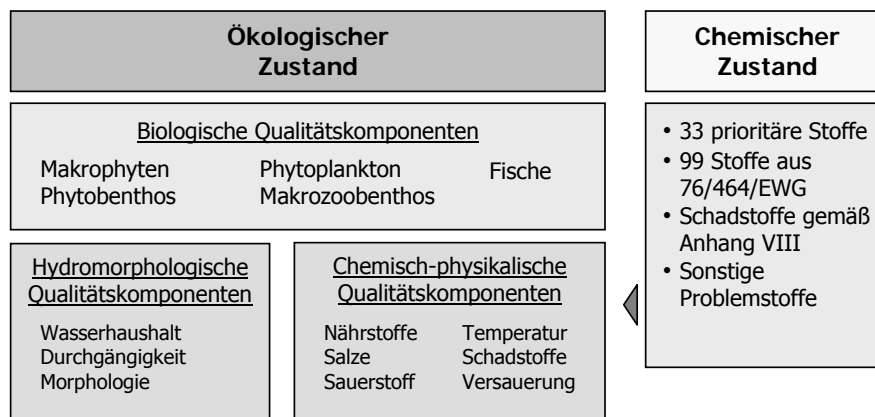 Ökologischer
Zustand
Biologische Qualitätskomponenten
Makrophyten Phytoplankton Fische
Phytobenthos Makrozoobenthos
Hydromorphologische
Qualitätskomponenten
Wasserhaushalt
Durchgängigkeit
Morphologie
Chemisch-physikalische
Qualitätskomponenten
Nährstoffe Temperatur
Salze Schadstoffe
Sauerstoff Versauerung
Chemischer
Zustand
• 33 prioritäre Stoffe
• 99 Stoffe aus
76/464/EWG
• Schadstoffe gemäß
Anhang VIII
• Sonstige
Problemstoffe